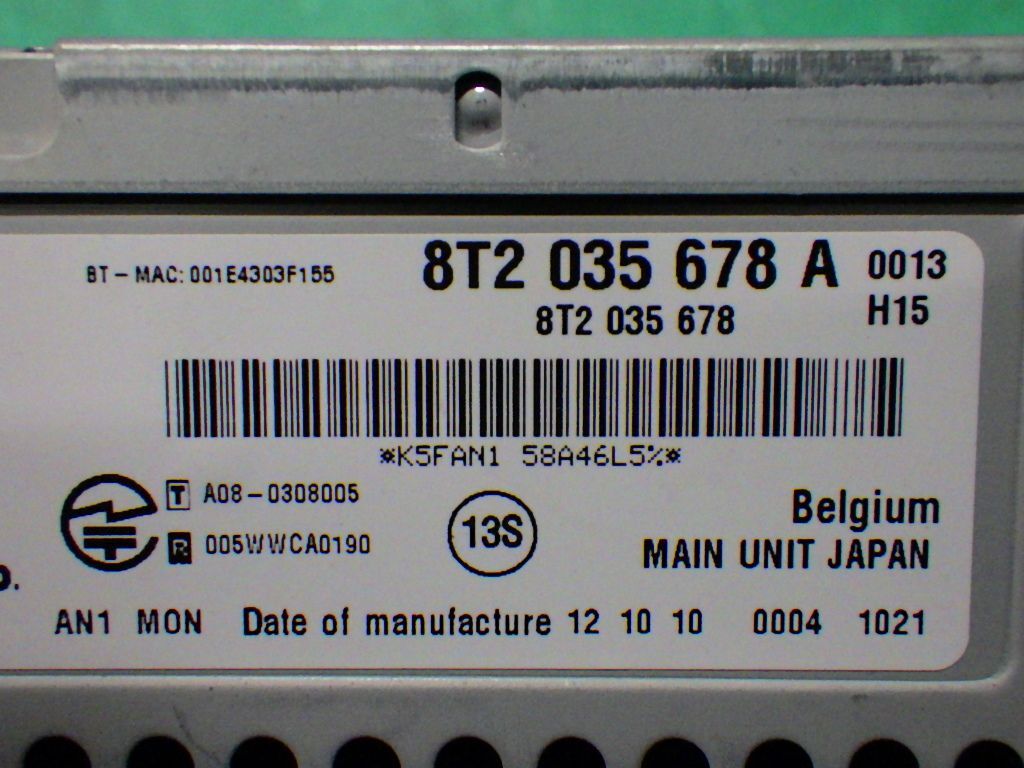 BT-MAC: 001E4303F155
8T2 035 678 A 0013
8T2 035 678 H15
*K5FAN1 58A46L5%*
T A08-0308005
R 005WWCA0190
13S
Belgium
MAIN UNIT JAPAN
AN1 MON Date of manufacture 12 10 10 0004 1021